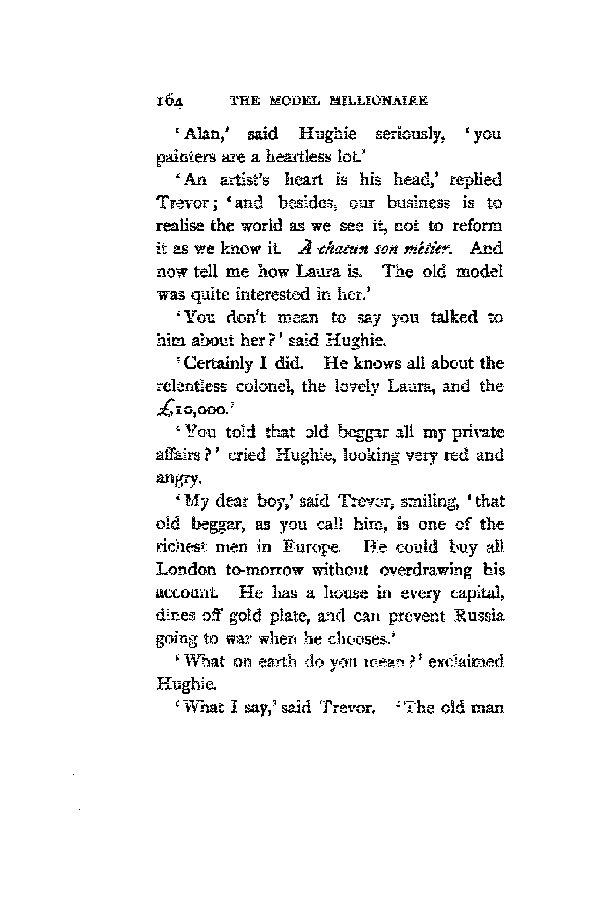 164 THE MODEL MILLIONAIRE
‘Alan,’ said Hughie seriously, ‘you
painters are a heartless lot.’
‘An artist’s heart is his head,’ replied
Trevor; ‘and besides, our business is to
realise the world as we see it, not to reform
it as we know it. À chacun son métier. And
now tell me how Laura is. The old model
was quite interested in her.’
‘You don’t mean to say you talked to
him about her?’ said Hughie.
‘Certainly I did. He knows all about the
relentless colonel, the lovely Laura, and the
£10,000.’
‘You told that old beggar all my private
affairs?’ cried Hughie, looking very red and
angry.
‘My dear boy,’ said Trevor, smiling, ‘that
old beggar, as you call him, is one of the
richest men in Europe. He could buy all
London to-morrow without overdrawing his
account. He has a house in every capital,
dines off gold plate, and can prevent Russia
going to war when he chooses.’
‘What on earth do you mean?’ exclaimed
Hughie.
‘What I say,’ said Trevor. ‘The old man